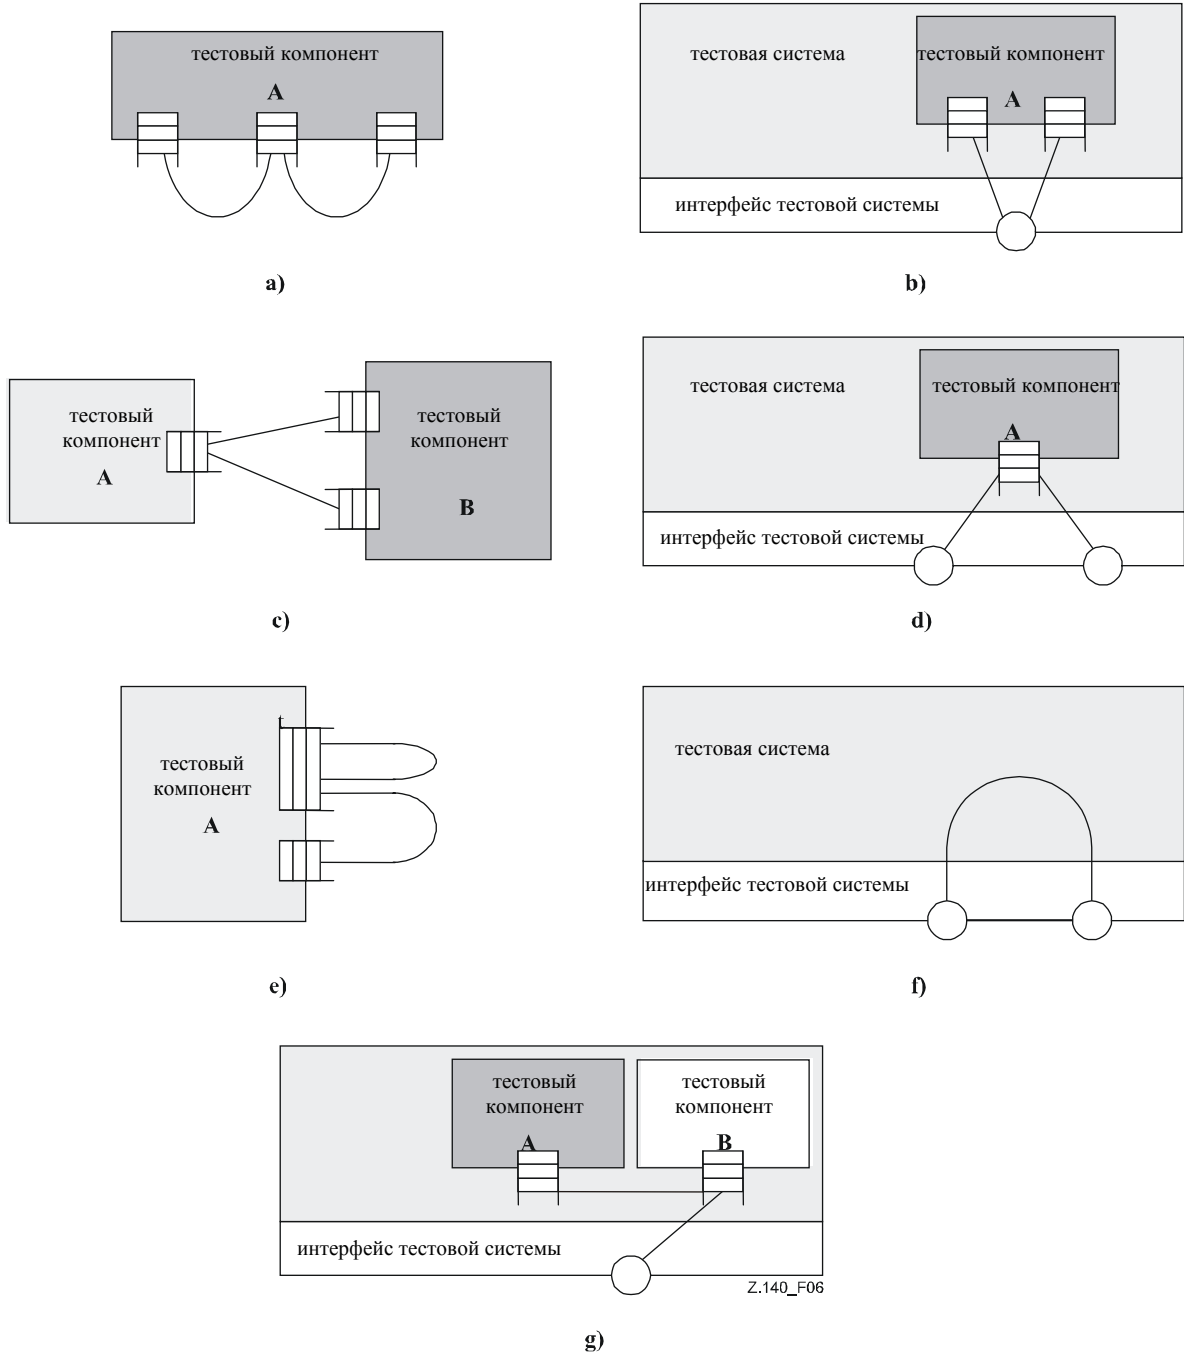 тестовый компонент
A
a)
тестовая система
тестовый компонент
A
интерфейс тестовой системы
b)
тестовый
компонент
A
тестовый
компонент
B
c)
тестовая система
тестовый компонент
A
интерфейс тестовой системы
d)
t
тестовый
компонент
A
e)
тестовая система
интерфейс тестовой системы
f)
тестовый
компонент
A
тестовый
компонент
B
интерфейс тестовой системы
Z.140_F06
g)